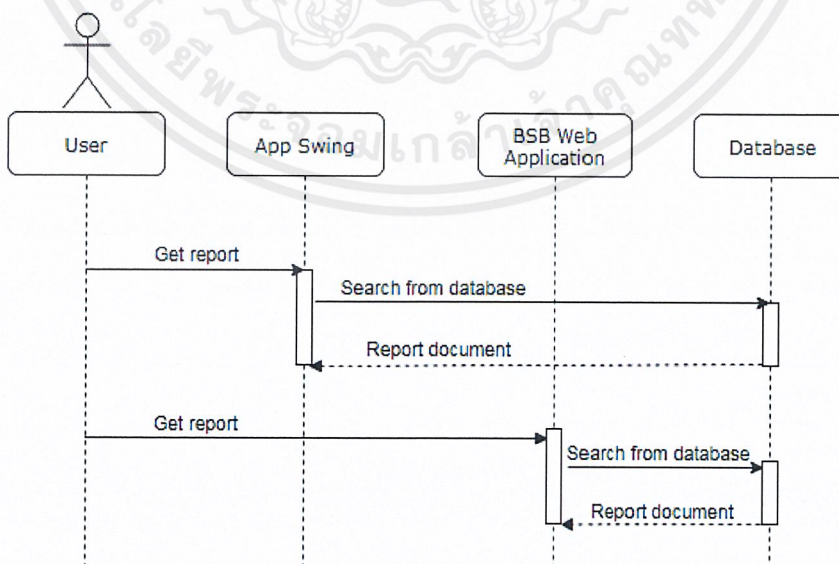 User
App Swing
BSB Web
Application
Database
Get report
Search from database
Report document
Get report
Search from database
Report document